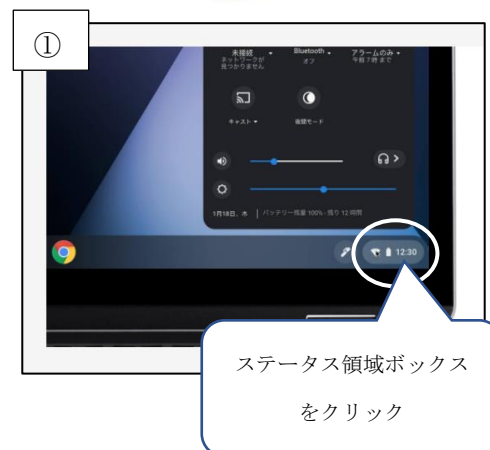 ①
未接続
ネットワークが
見つかりません
Bluetooth
オフ
アラームのみ
午前 7 時 まで
キャスト
夜間モード
1月18日、水 | バッテリー残量 100% - 残り 12 時間
12:30
ステータス領域ボックス
をクリック